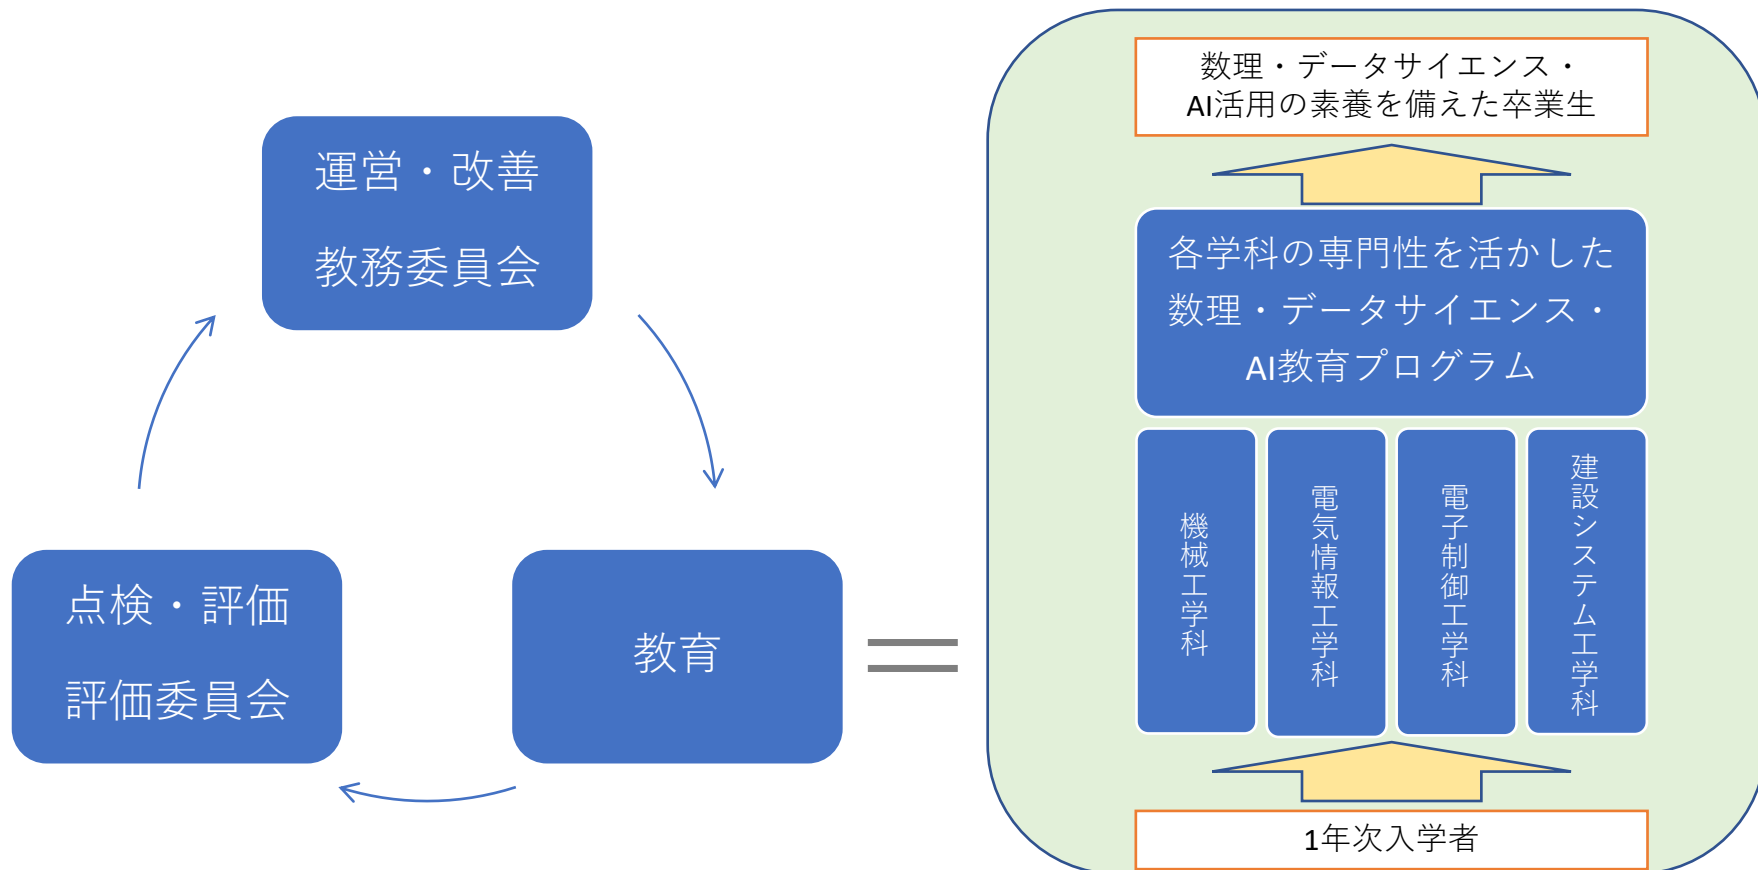 運営・改善
教務委員会
点検・評価
評価委員会
教育
数理・データサイエンス・
AI活用の素養を備えた卒業生
各学科の専門性を活かした
数理・データサイエンス・
AI教育プログラム
機械工学科
電気情報工学科
電子制御工学科
建設システム工学科
1年次入学者